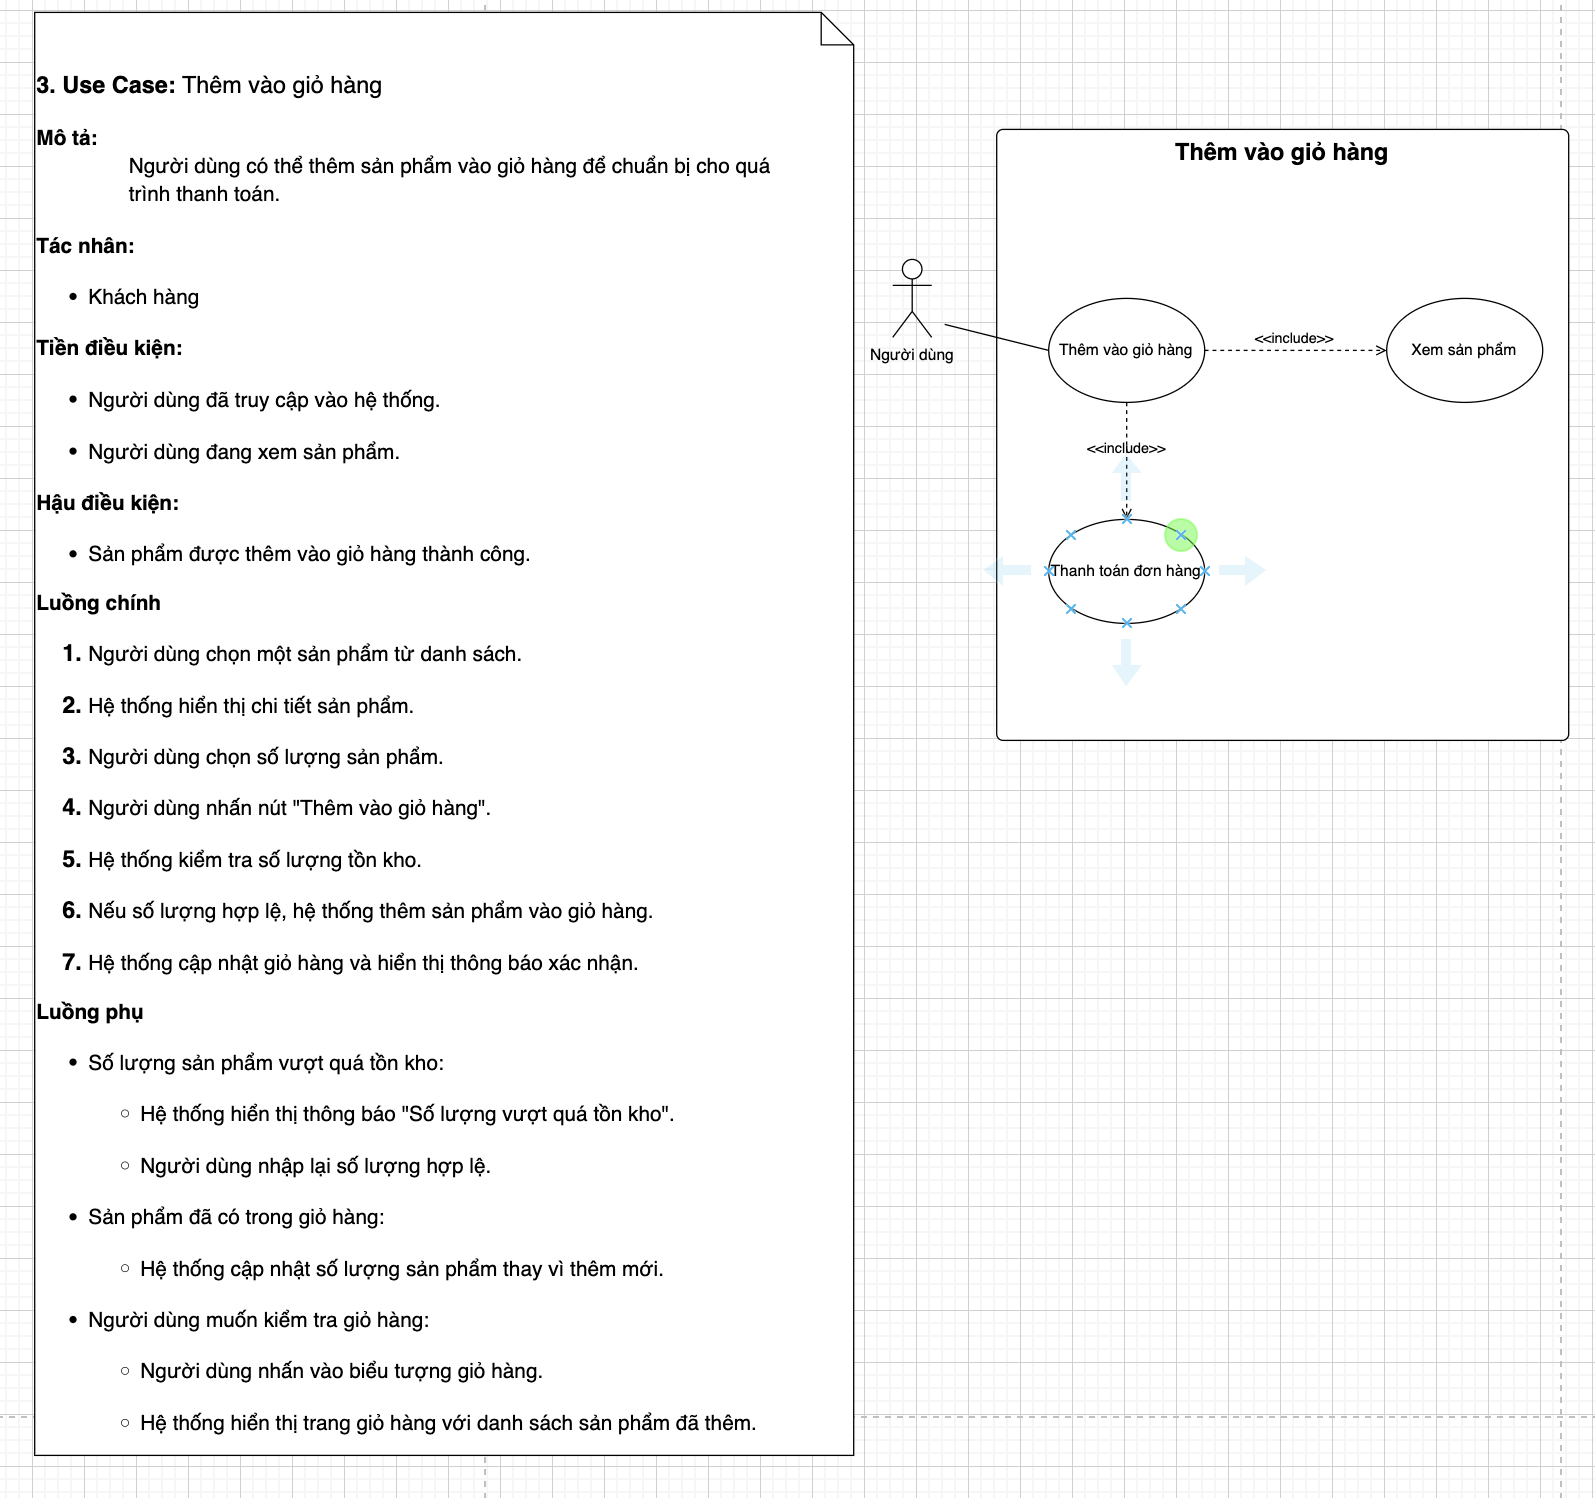 3. Use Case: Thêm vào giỏ hàng
Mô tả:
Người dùng có thể thêm sản phẩm vào giỏ hàng để chuẩn bị cho quá
trình thanh toán.
Tác nhân:
• Khách hàng
Tiền điều kiện:
• Người dùng đã truy cập vào hệ thống.
• Người dùng đang xem sản phẩm.
Hậu điều kiện:
• Sản phẩm được thêm vào giỏ hàng thành công.
Luồng chính
1. Người dùng chọn một sản phẩm từ danh sách.
2. Hệ thống hiển thị chi tiết sản phẩm.
3. Người dùng chọn số lượng sản phẩm.
4. Người dùng nhấn nút "Thêm vào giỏ hàng".
5. Hệ thống kiểm tra số lượng tồn kho.
6. Nếu số lượng hợp lệ, hệ thống thêm sản phẩm vào giỏ hàng.
7. Hệ thống cập nhật giỏ hàng và hiển thị thông báo xác nhận.
Luồng phụ
• Số lượng sản phẩm vượt quá tồn kho:
○ Hệ thống hiển thị thông báo "Số lượng vượt quá tồn kho".
○ Người dùng nhập lại số lượng hợp lệ.
• Sản phẩm đã có trong giỏ hàng:
○ Hệ thống cập nhật số lượng sản phẩm thay vì thêm mới.
• Người dùng muốn kiểm tra giỏ hàng:
○ Người dùng nhấn vào biểu tượng giỏ hàng.
○ Hệ thống hiển thị trang giỏ hàng với danh sách sản phẩm đã thêm.
Thêm vào giỏ hàng
Người dùng
Thêm vào giỏ hàng
<<include>>
Xem sản phẩm
<<include>>
Thanh toán đơn hàng